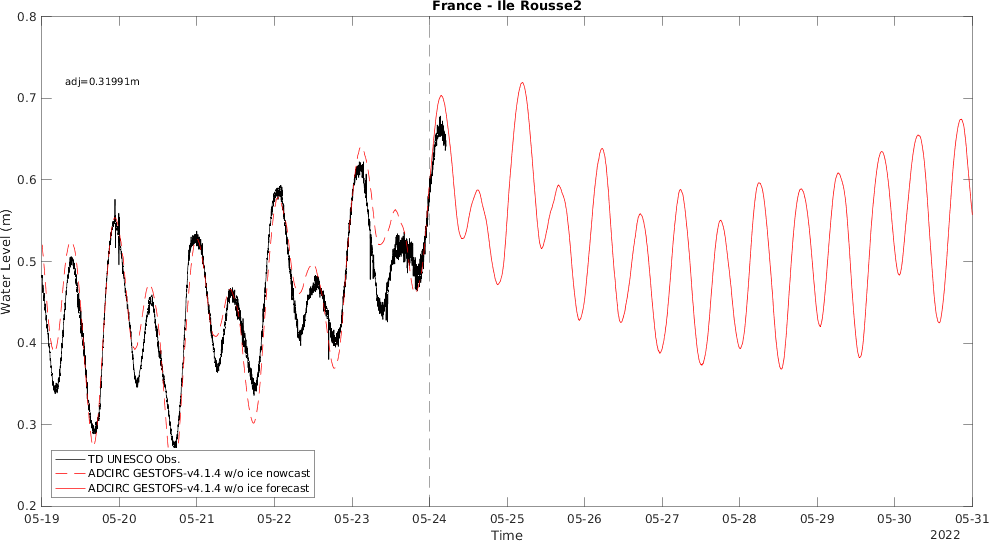 France - Ile Rousse2
adj=0.31991m
Water Level (m)
0.8
0.7
0.6
0.5
0.4
0.3
0.2
TD UNESCO Obs.
ADCIRC GESTOFS-v4.1.4 w/o ice nowcast
ADCIRC GESTOFS-v4.1.4 w/o ice forecast
05-19 05-20 05-21 05-22 05-23 05-24 05-25 05-26 05-27 05-28 05-29 05-30 05-31
Time
2022